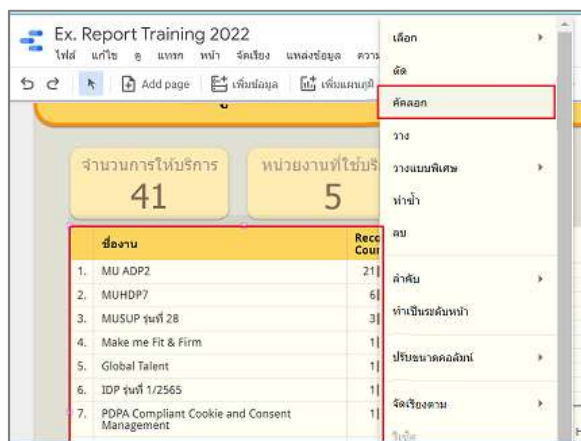 Ex. Report Training 2022
ไฟล์ แก้ไข ดู แทรก หน้า จัดเรียง แหล่งข้อมูล
Add page เพิ่มข้อมูล เพิ่มแผนภูมิ
จำนวนการให้บริการ
41
หน่วยงานที่ใช้บริ
5
ชื่องาน Reco
Coun
1. MU ADP2 21
2. MUHDP7 6
3. MUSUP รุ่นที่ 28 3
4. Make me Fit & Firm 1
5. Global Talent 1
6. IDP รุ่นที่ 1/2565 1
7. PDPA Compliant Cookie and Consent 1
Management
เลือก
ตัด
คัดลอก
วาง
วางแบบพิเศษ
ทำซ้ำ
ลบ
ลำดับ
ทำเป็นระดับหน้า
ปรับขนาดคอลัมน์
จัดเรียงตาม
รีเซ็ต